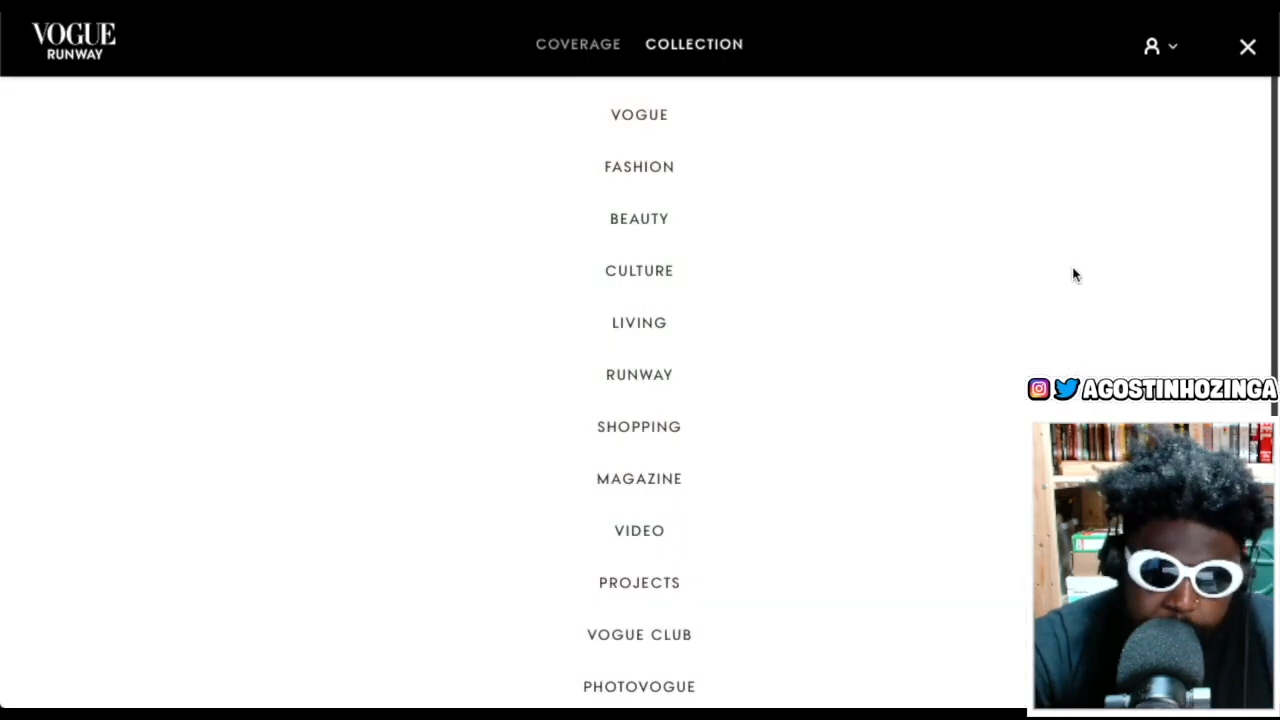 VOGUE
RUNWAY
COVERAGE COLLECTION
VOGUE
FASHION
BEAUTY
CULTURE
LIVING
RUNWAY
SHOPPING
MAGAZINE
VIDEO
PROJECTS
VOGUE CLUB
PHOTOVOGUE
AGOSTINHOZINGA